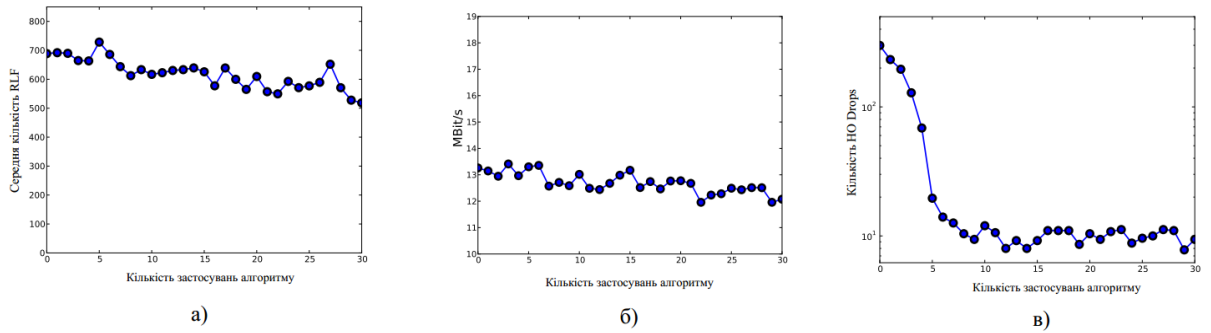 800
700
600
500
400
300
200
100
0
0 5 10 15 20 25 30
Середня кількість RLF
Кількість застосувань алгоритму
а)
19
18
17
16
15
14
13
12
11
10
0 5 10 15 20 25 30
MBit/s
Кількість застосувань алгоритму
б)
10²
10¹
0 5 10 15 20 25 30
Кількість HO Drops
Кількість застосувань алгоритму
в)